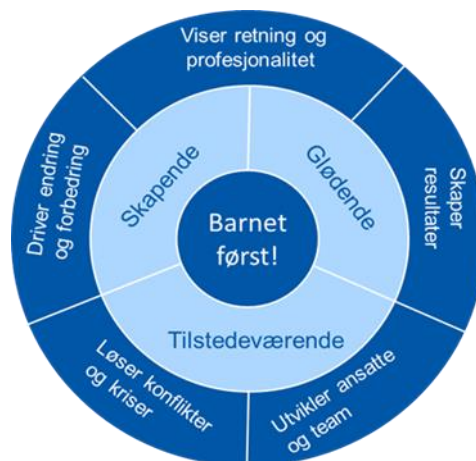 Viser retning og
profesjonalitet
Skaper
resultater
Utvikler ansatte
og team
Løser konflikter
og kriser
Driver endring
og forbedring
Skapende
Glødende
Tilstedeværende
Barnet
først!